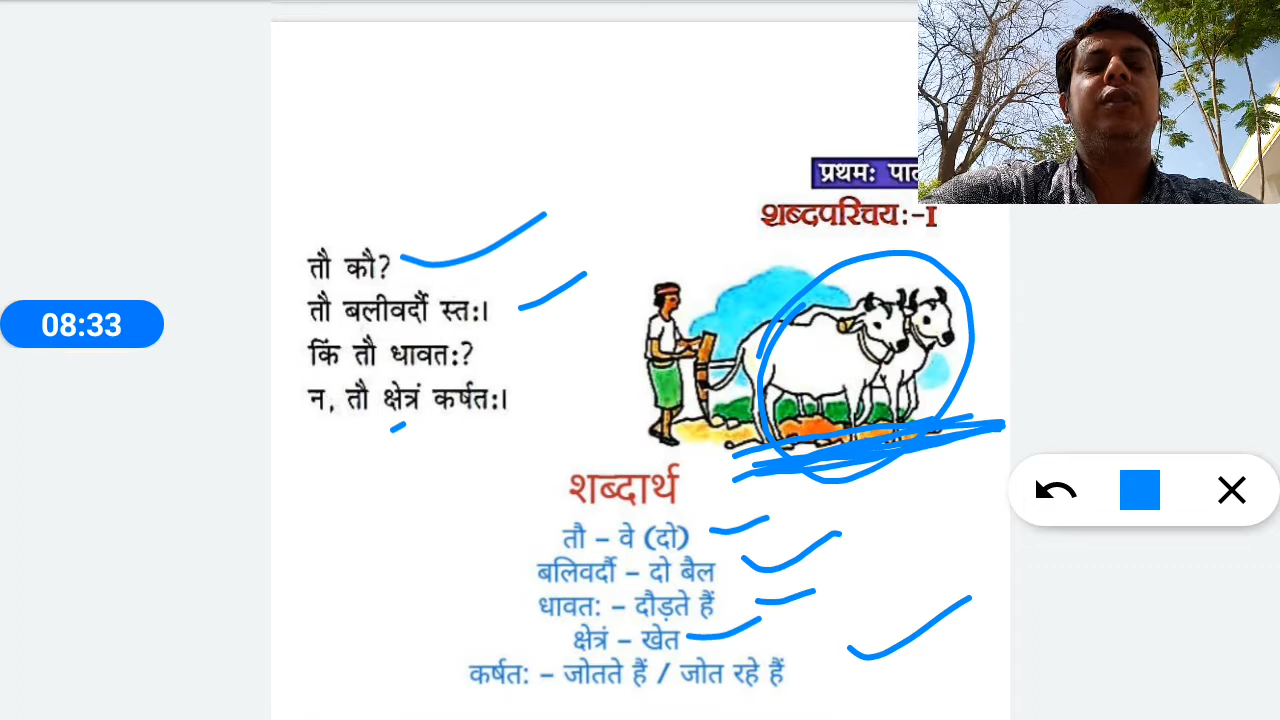 प्रथमः
शब्दपरिचयः-I
तौ कौ?
तौ बलीवर्दौ स्तः।
किं तौ धावतः?
न, तौ क्षेत्रं कर्षतः।
08:33
शब्दार्थ
तौ – वे (दो)
बलिवर्दौ – दो बैल
धावतः – दौड़ते हैं
क्षेत्रं – खेत
कर्षतः – जोतते हैं / जोत रहे हैं